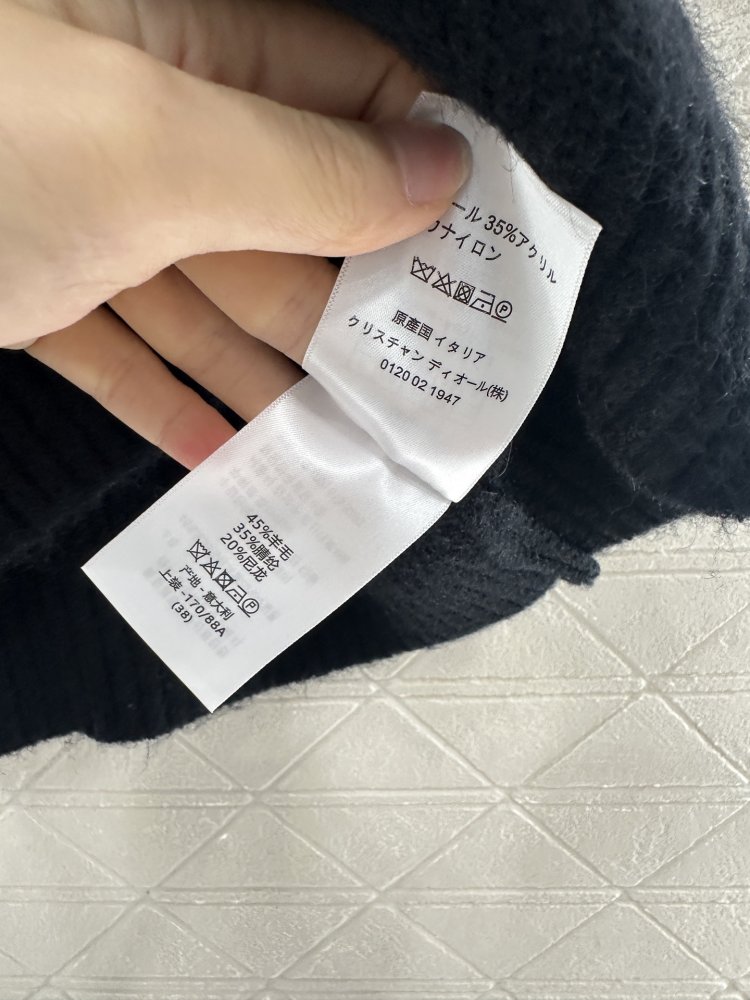 ール 35%アクリル
ナイロン
P
原産国 イタリア
クリスチャン ディオール(株)
0120 02 1947
45%羊毛
35%腈纶
20%尼龙
P
产地 - 意大利
上装 -170/88A
(38)